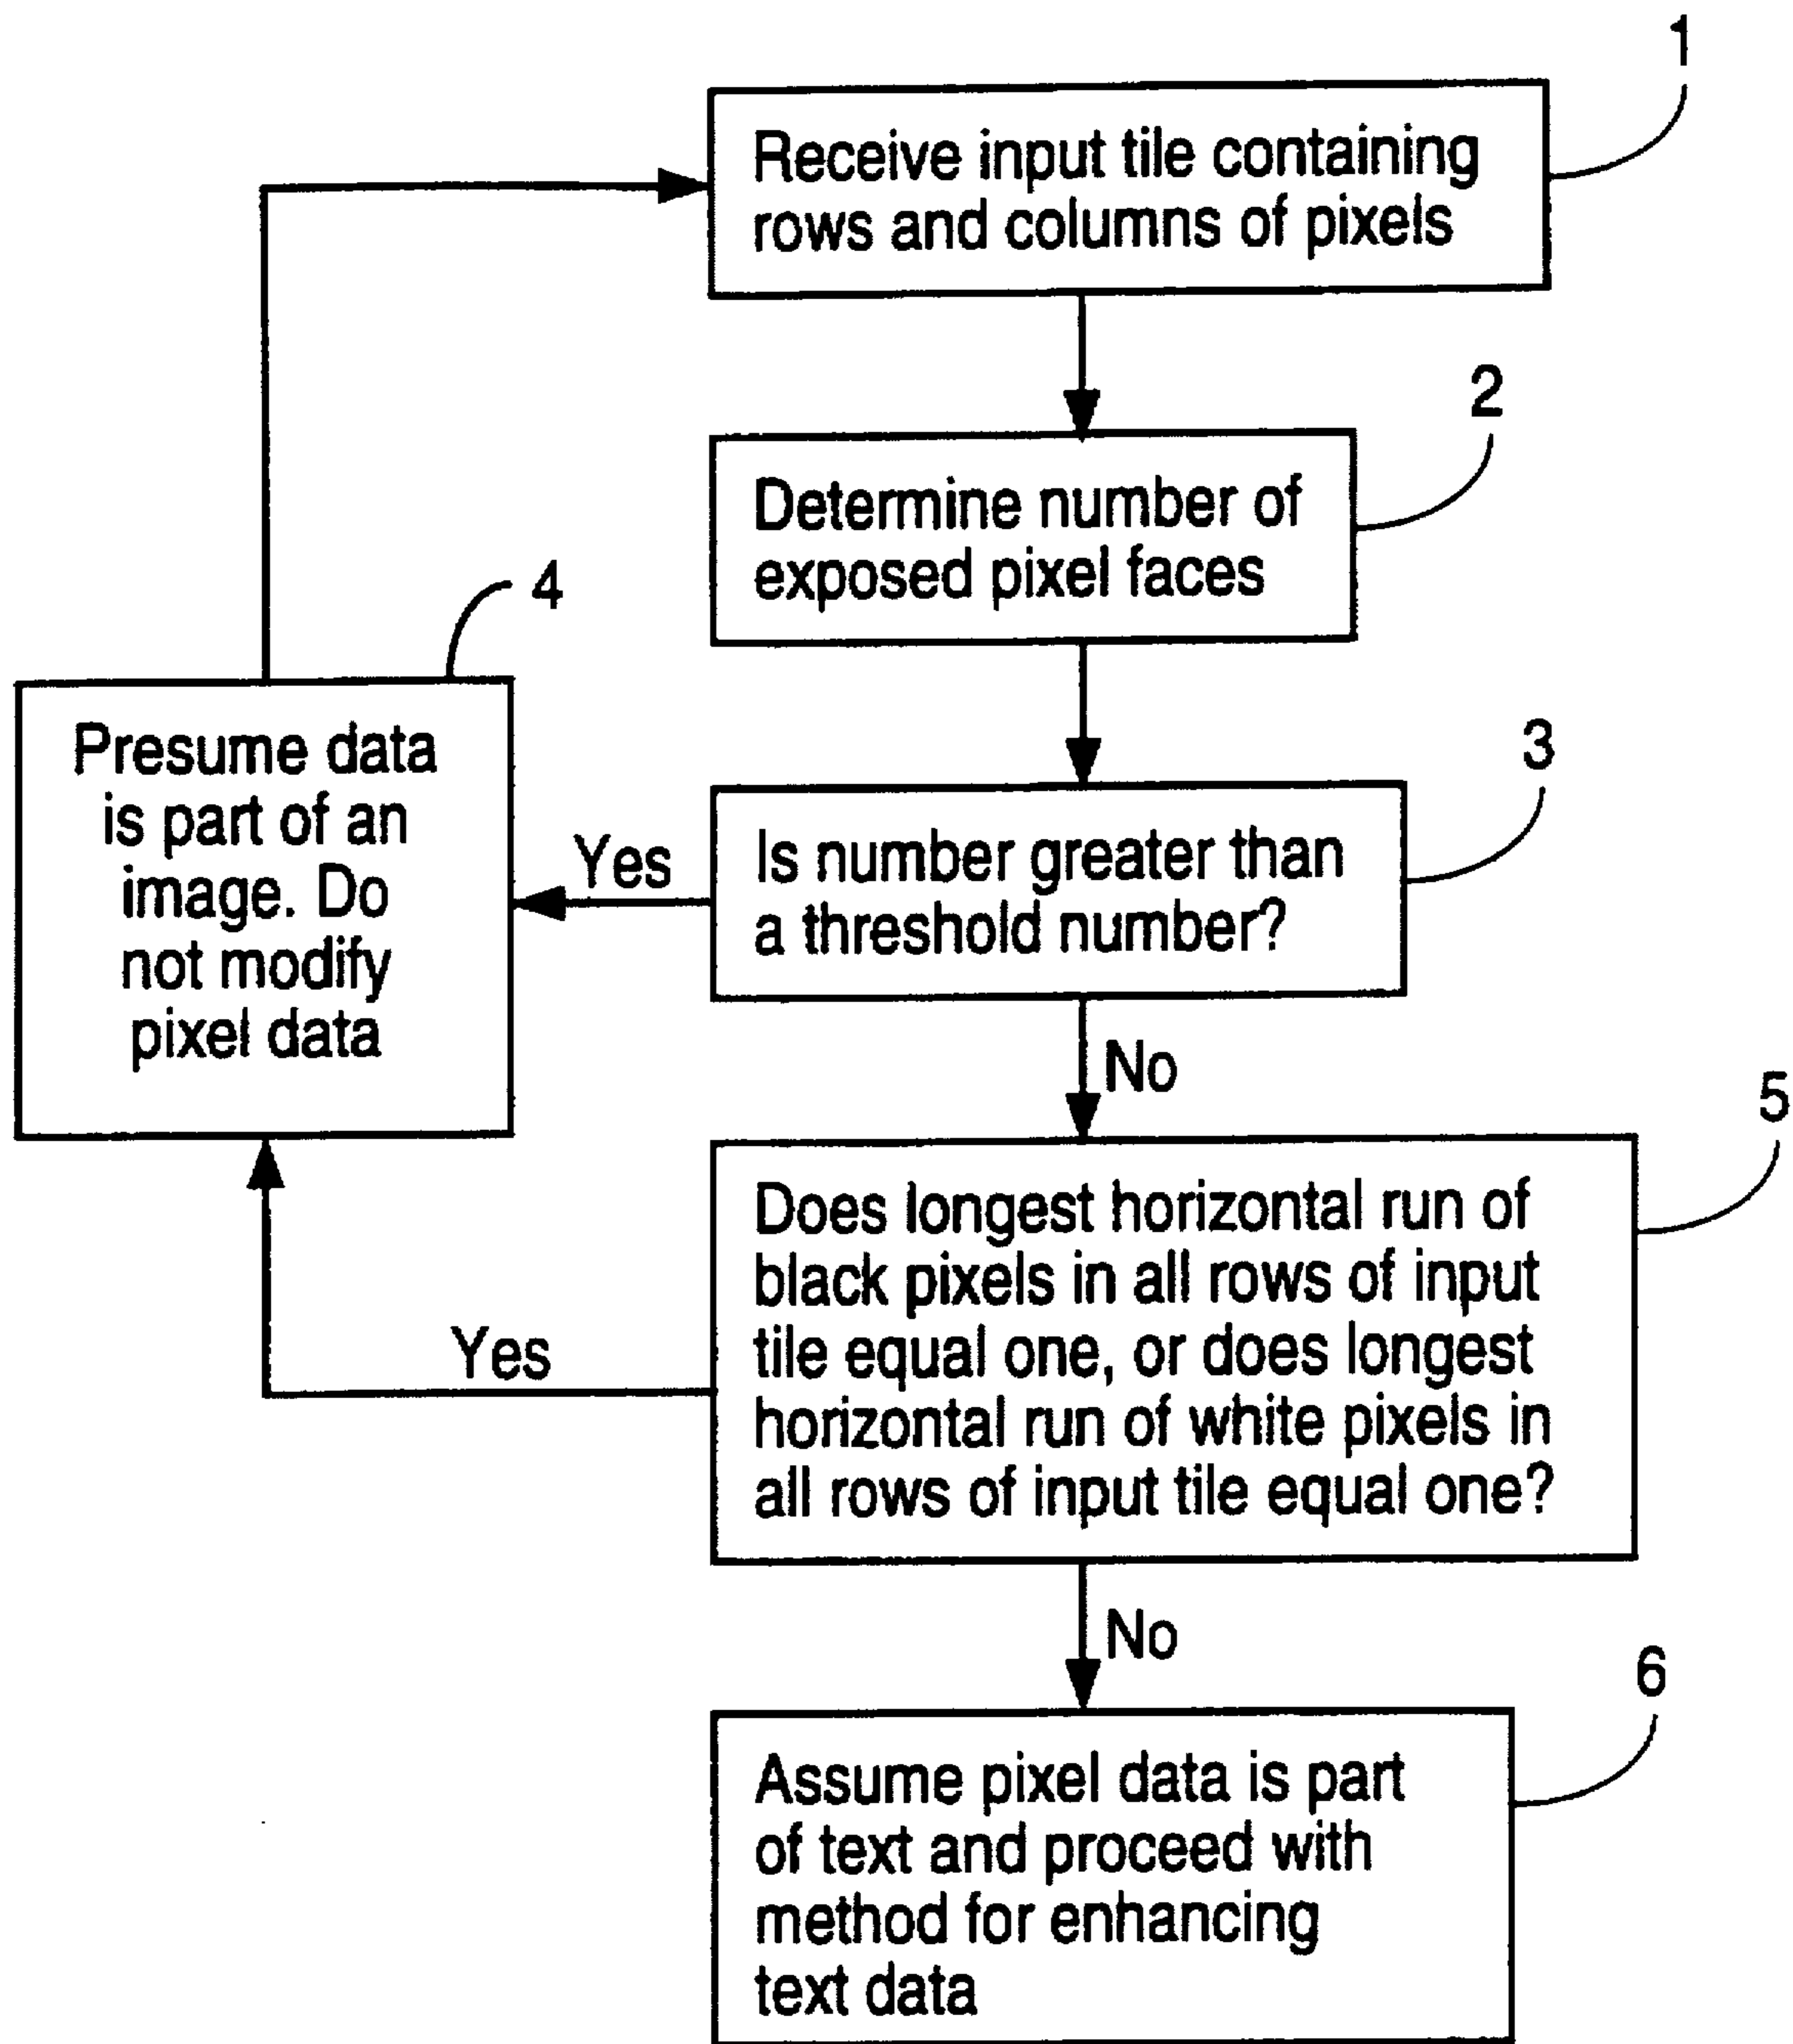 1
Receive input tile containing
rows and columns of pixels
2
Determine number of
exposed pixel faces
4
Presume data
is part of an
image. Do
not modify
pixel data
3
Yes
Is number greater than
a threshold number?
No
5
Does longest horizontal run of
black pixels in all rows of input
tile equal one, or does longest
horizontal run of white pixels in
all rows of input tile equal one?
Yes
No
6
Assume pixel data is part
of text and proceed with
method for enhancing
text data